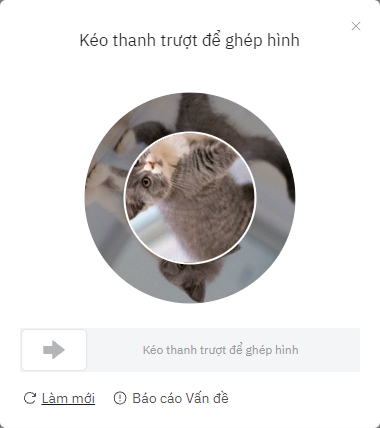 Kéo thanh trượt để ghép hình
Kéo thanh trượt để ghép hình
Làm mới
Báo cáo Vấn đề